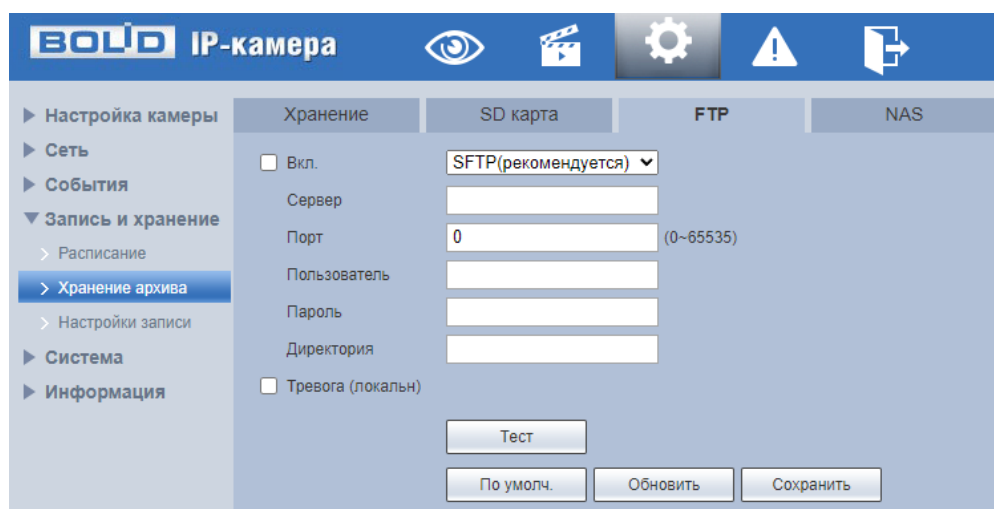 BOLID IP-камера
Настройка камеры
Сеть
События
Запись и хранение
Расписание
Хранение архива
Настройки записи
Система
Информация
Хранение SD карта FTP NAS
Вкл. SFTP(рекомендуется)
Сервер
Порт 0 (0~65535)
Пользователь
Пароль
Директория
Тревога (локальн)
Тест
По умолч. Обновить Сохранить